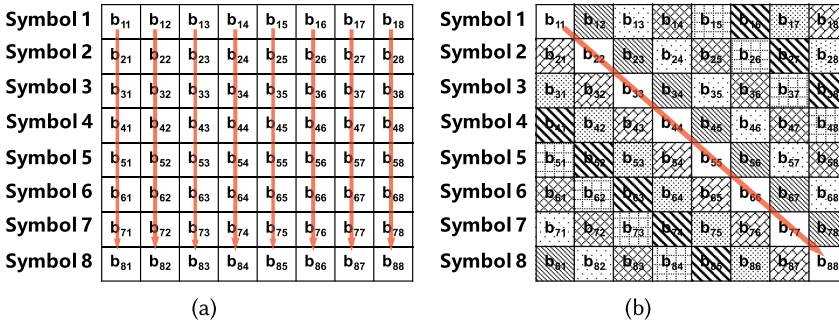 Symbol 1 b11 b12 b13 b14 b15 b16 b17 b18
Symbol 2 b21 b22 b23 b24 b25 b26 b27 b28
Symbol 3 b31 b32 b33 b34 b35 b36 b37 b38
Symbol 4 b41 b42 b43 b44 b45 b46 b47 b48
Symbol 5 b51 b52 b53 b54 b55 b56 b57 b58
Symbol 6 b61 b62 b63 b64 b65 b66 b67 b68
Symbol 7 b71 b72 b73 b74 b75 b76 b77 b78
Symbol 8 b81 b82 b83 b84 b85 b86 b87 b88
(a)
Symbol 1 b11 b12 b13 b14 b15 b16 b17 b18
Symbol 2 b21 b22 b23 b24 b25 b26 b27 b28
Symbol 3 b31 b32 b33 b34 b35 b36 b37 b38
Symbol 4 b41 b42 b43 b44 b45 b46 b47 b48
Symbol 5 b51 b52 b53 b54 b55 b56 b57 b58
Symbol 6 b61 b62 b63 b64 b65 b66 b67 b68
Symbol 7 b71 b72 b73 b74 b75 b76 b77 b78
Symbol 8 b81 b82 b83 b84 b85 b86 b87 b88
(b)